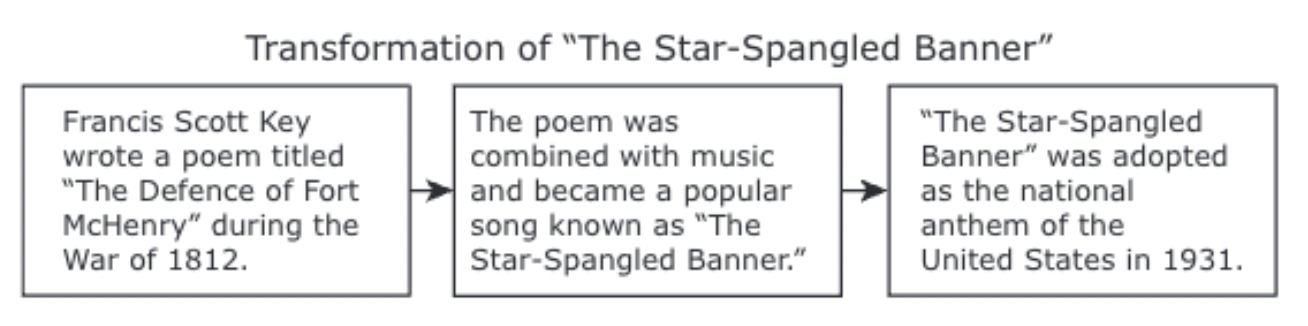 Transformation of “The Star-Spangled Banner”
Francis Scott Key
wrote a poem titled
“The Defence of Fort
McHenry” during the
War of 1812.
The poem was
combined with music
and became a popular
song known as “The
Star-Spangled Banner.”
“The Star-Spangled
Banner” was adopted
as the national
anthem of the
United States in 1931.